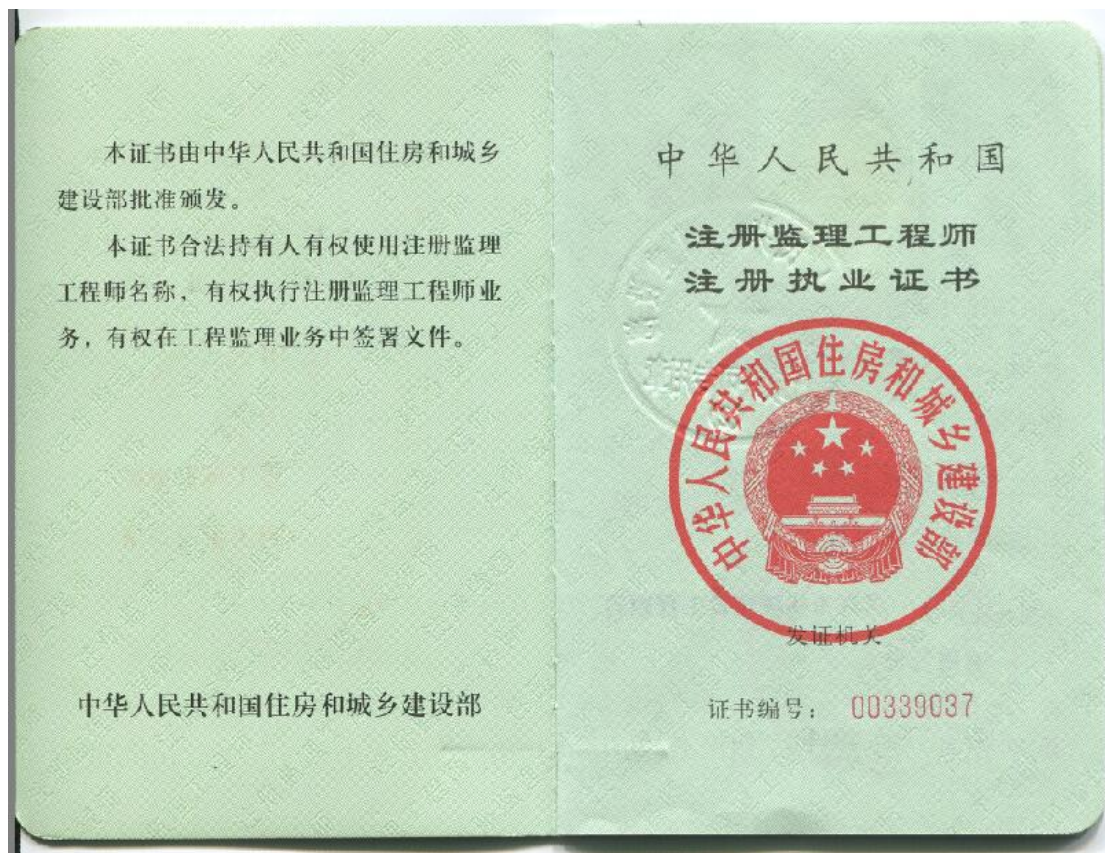 本证书由中华人民共和国住房和城乡
建设部批准颁发。
本证书合法持有人有权使用注册监理
工程师名称，有权执行注册监理工程师业
务，有权在工程监理业务中签署文件。
中华人民共和国住房和城乡建设部
中华人民共和国
注册监理工程师
注册执业证书
中华人民共和国住房和城乡建设部
发证机关
证书编号： 00339037